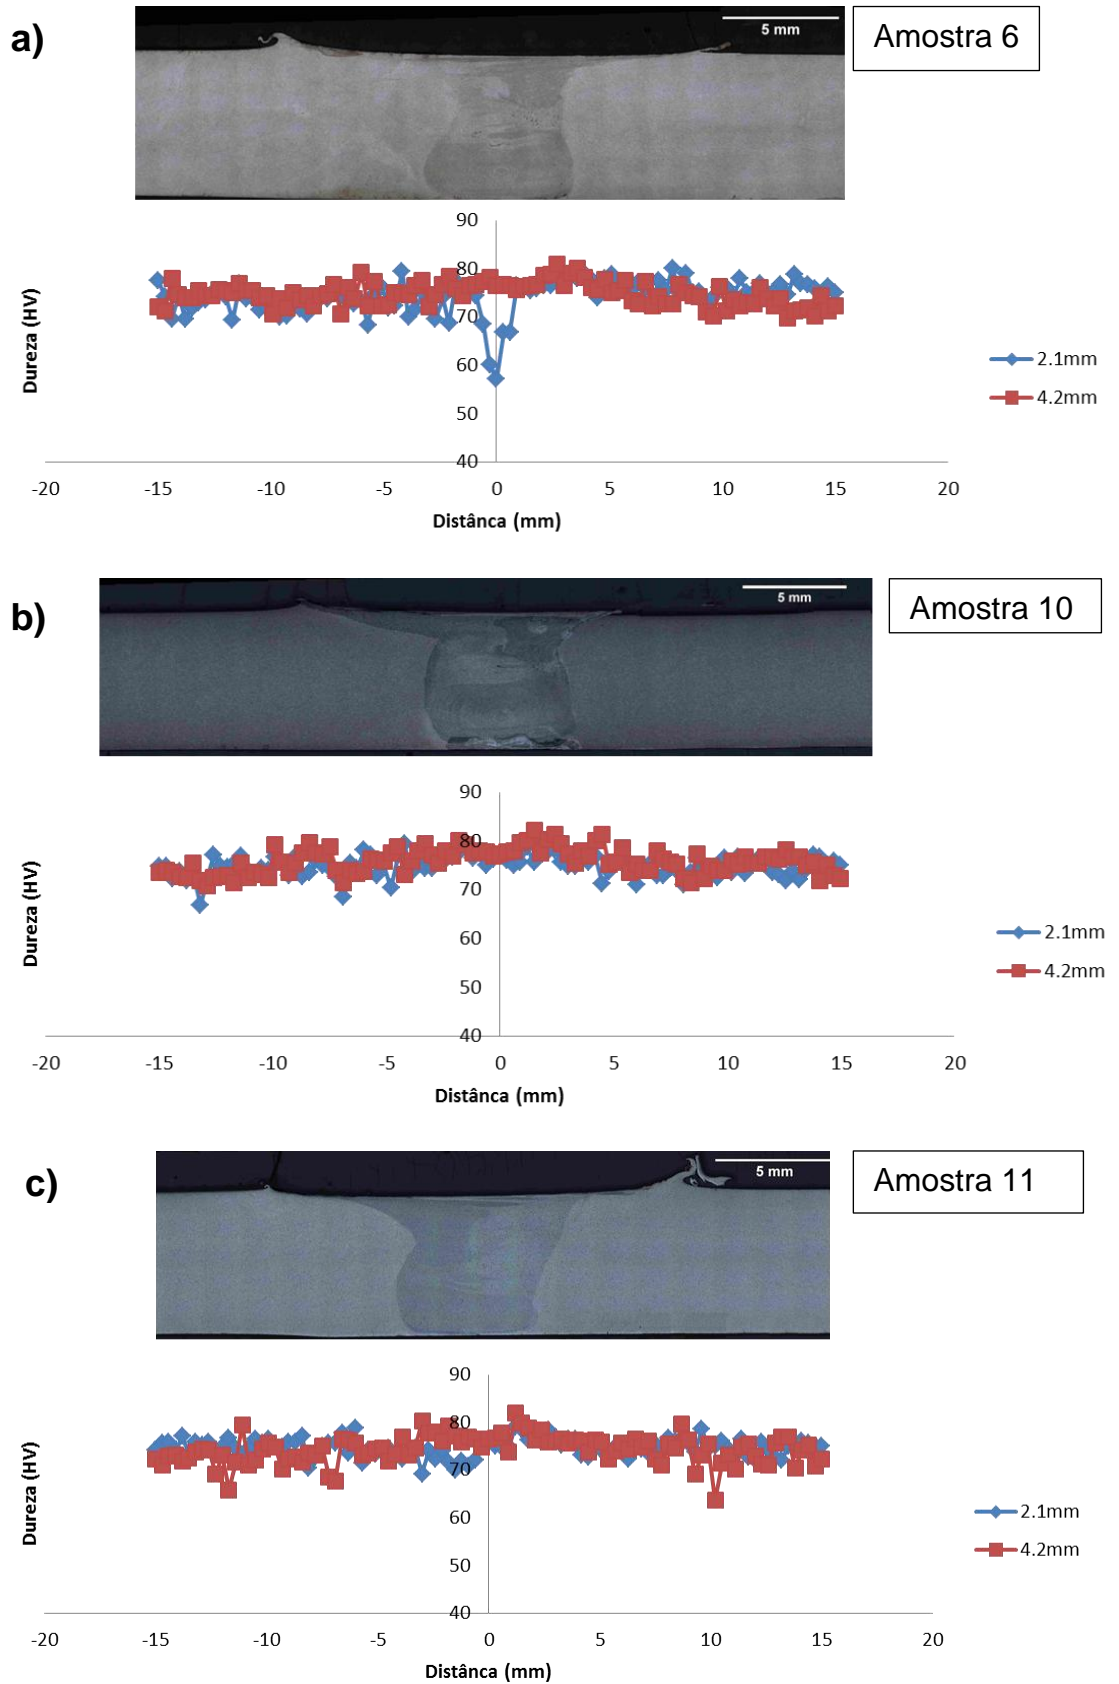 a)
5 mm
Amostra 6
90
80
70
60
50
40
Dureza (HV)
-20 -15 -10 -5 0 5 10 15 20
Distânca (mm)
2.1mm
4.2mm
b)
5 mm
Amostra 10
90
80
70
60
50
40
Dureza (HV)
-20 -15 -10 -5 0 5 10 15 20
Distânca (mm)
2.1mm
4.2mm
c)
5 mm
Amostra 11
90
80
70
60
50
40
Dureza (HV)
-20 -15 -10 -5 0 5 10 15 20
Distânca (mm)
2.1mm
4.2mm